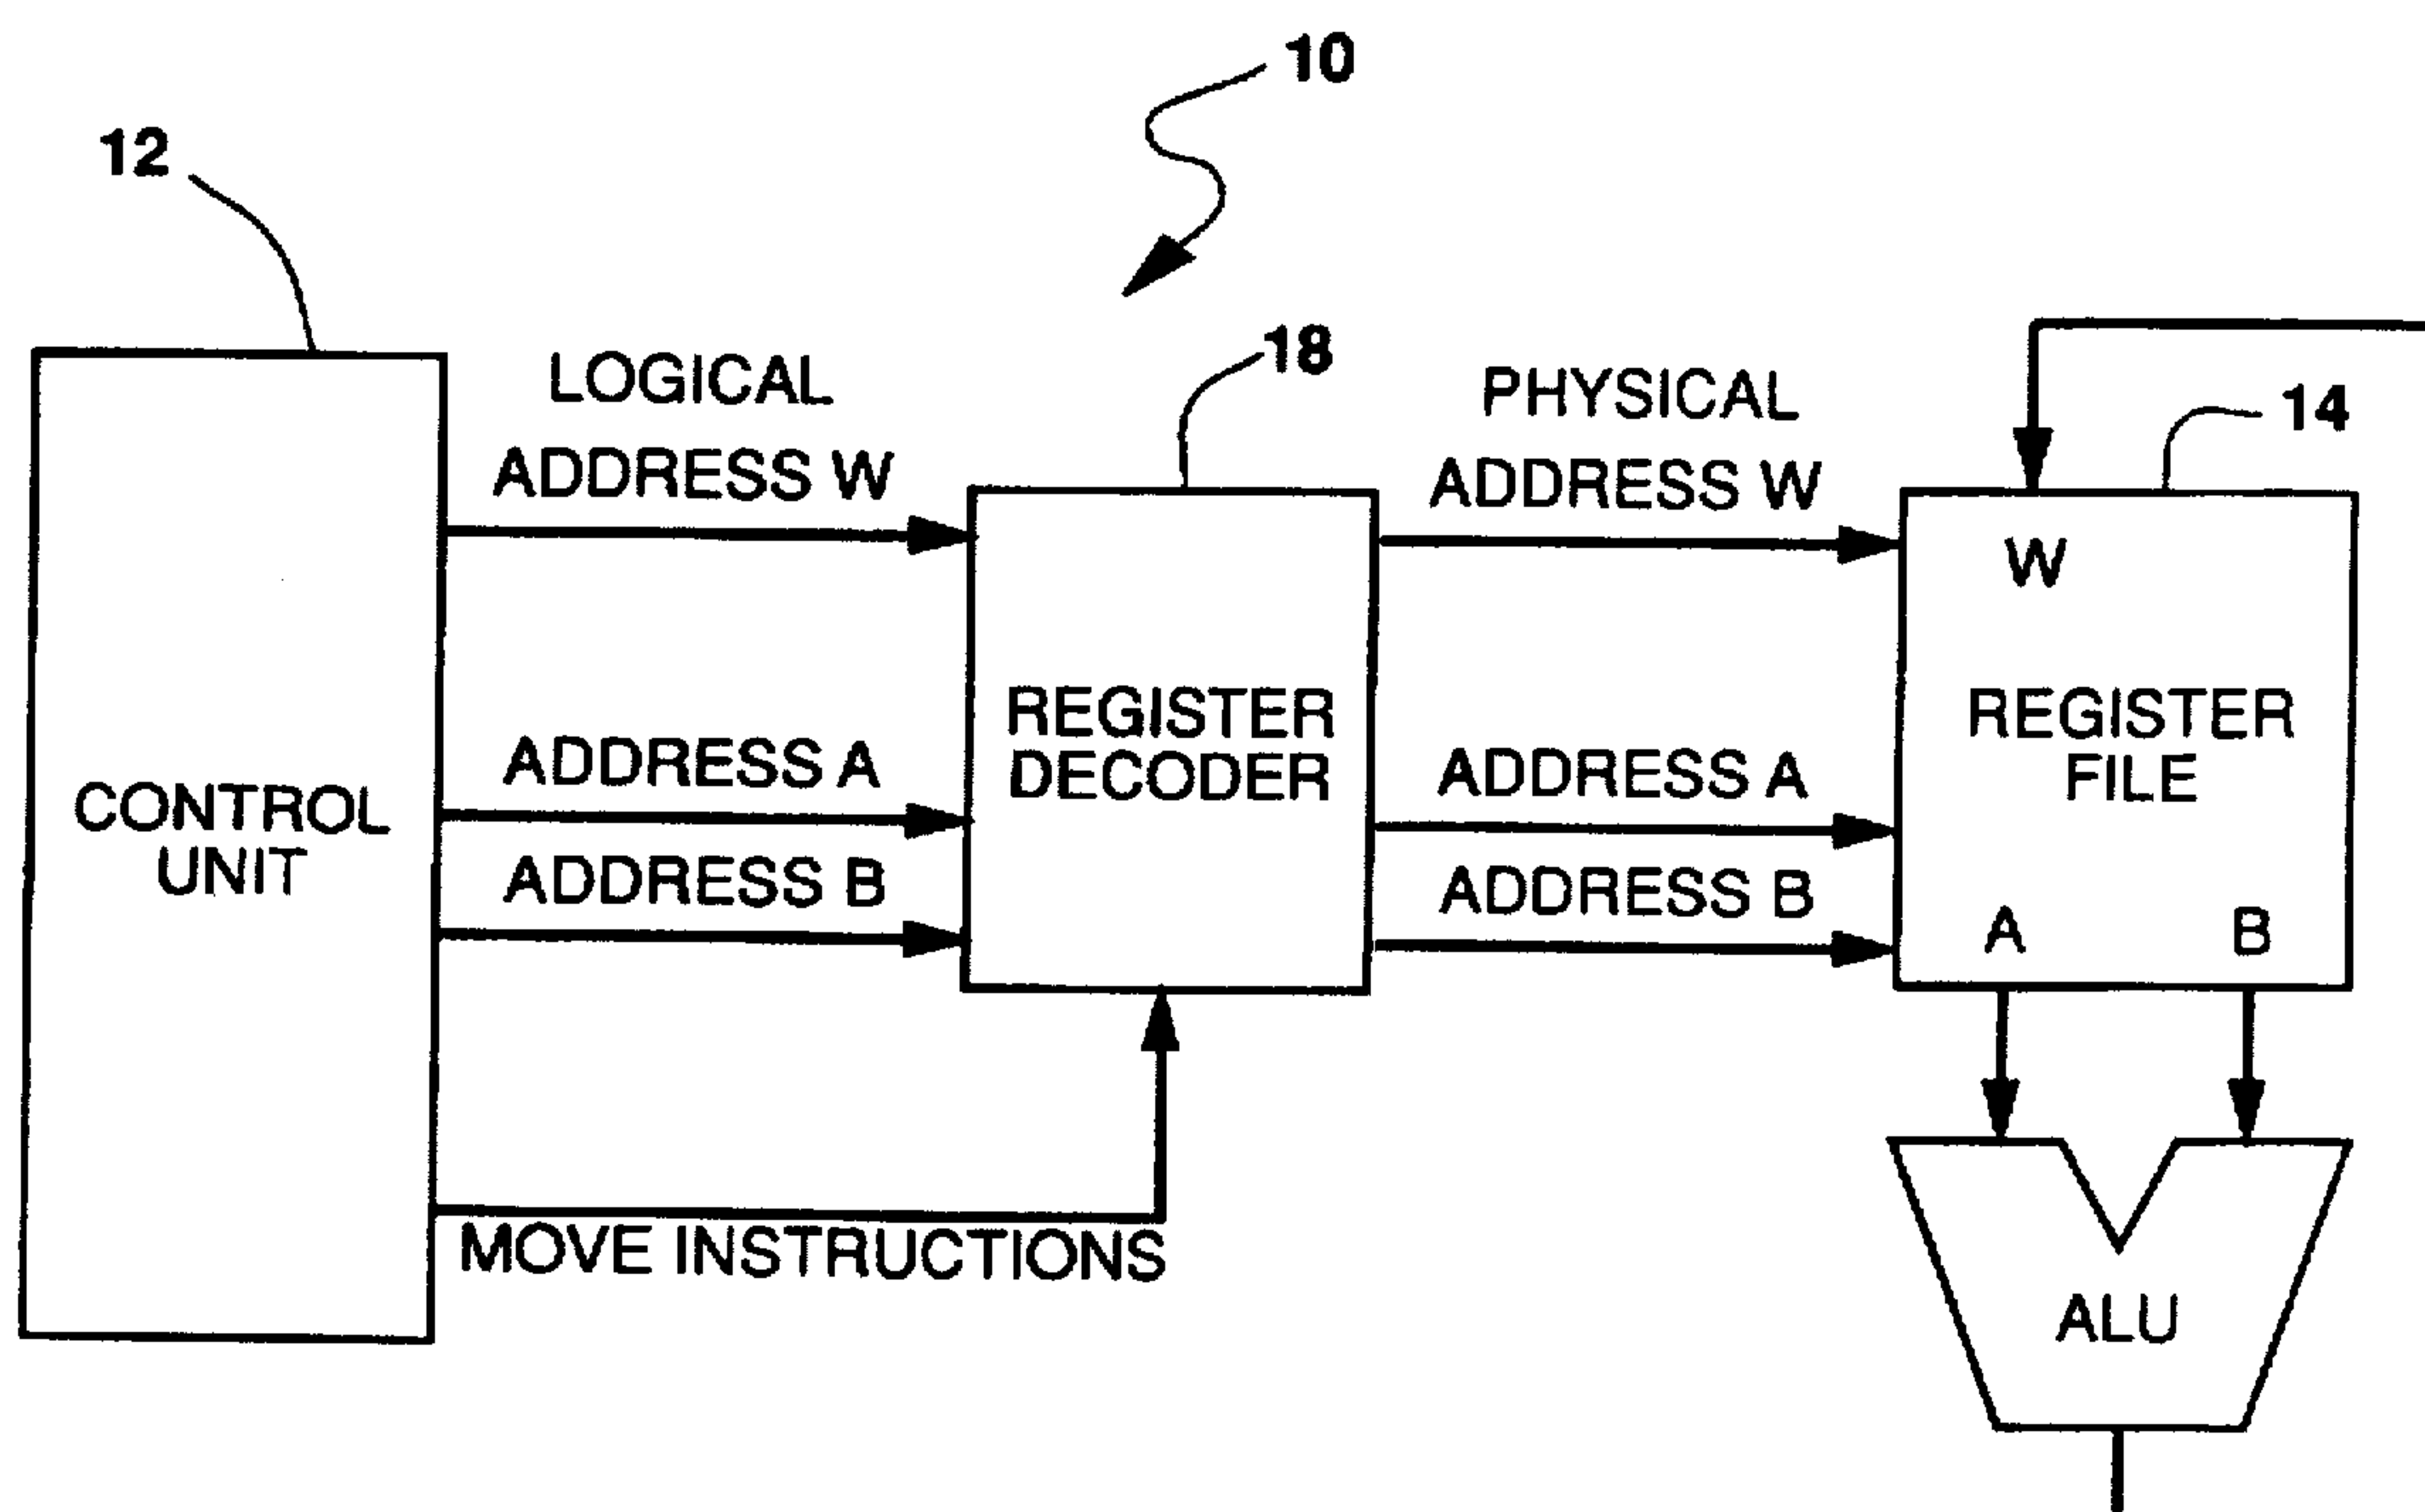 10
12
18
14
LOGICAL
ADDRESS W
PHYSICAL
ADDRESS W
W
REGISTER
DECODER
REGISTER
FILE
ADDRESS A
ADDRESS A
CONTROL
UNIT
ADDRESS B
ADDRESS B
A
B
MOVE INSTRUCTIONS
ALU